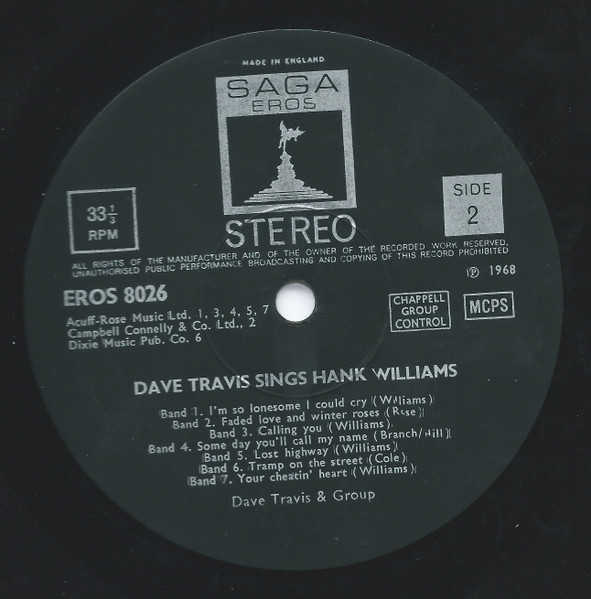 MADE IN ENGLAND
SAGA
EROS
33 1/3
RPM
SIDE
2
STEREO
ALL RIGHTS OF THE MANUFACTURER AND OF THE OWNER OF THE RECORDED WORK RESERVED,
UNAUTHORISED PUBLIC PERFORMANCE BROADCASTING AND COPYING OF THIS RECORD PROHIBITED
℗ 1968
EROS 8026
Acuff-Rose Music Ltd. 1, 3, 4, 5, 7
Campbell Connelly & Co. Ltd., 2
Dixie Music Pub. Co. 6
CHAPPELL
GROUP
CONTROL
MCPS
DAVE TRAVIS SINGS HANK WILLIAMS
Band 1. I'm so lonesome I could cry (Williams)
Band 2. Faded love and winter roses (Rose)
Band 3. Calling you (Williams)
Band 4. Some day you'll call my name (Branch/Hill)
Band 5. Lost highway (Williams)
Band 6. Tramp on the street (Cole)
Band 7. Your cheatin' heart (Williams)
Dave Travis & Group